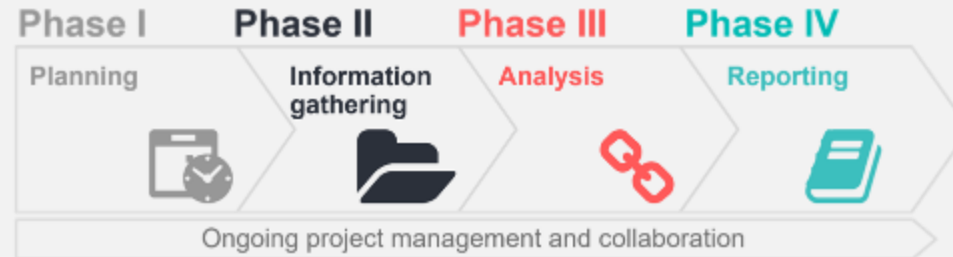 Phase I Phase II Phase III Phase IV
Planning
Information
gathering
Analysis
Reporting
Ongoing project management and collaboration